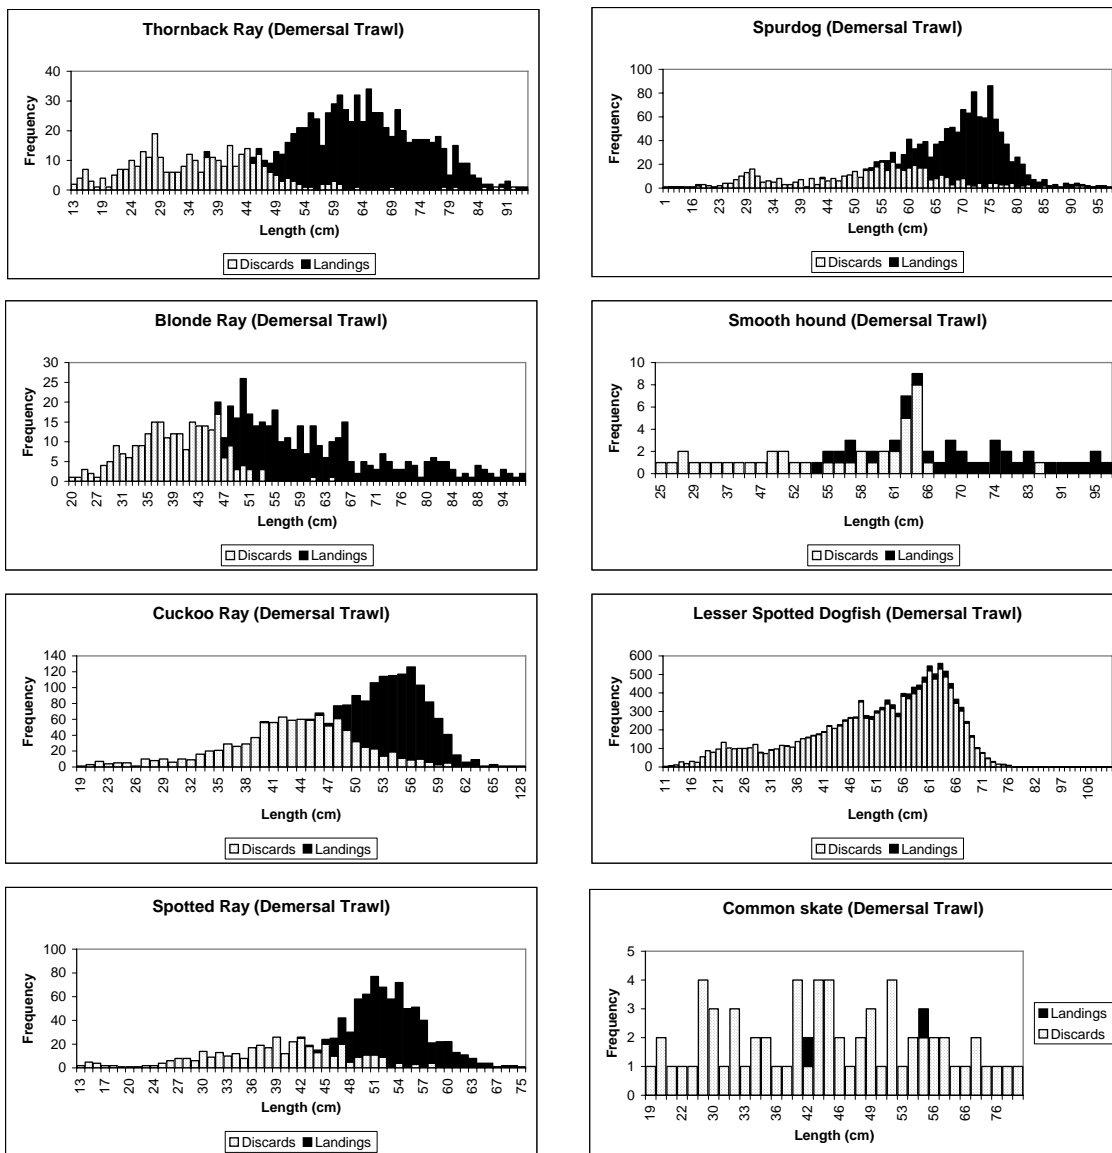 Thornback Ray (Demersal Trawl)
Frequency
40
30
20
10
0
13 19 24 29 34 39 44 49 54 59 64 69 74 79 84 91
Length (cm)
Discards Landings
Spurdog (Demersal Trawl)
Frequency
100
80
60
40
20
0
1 16 23 29 34 39 44 50 55 60 65 70 75 80 85 90 95
Length (cm)
Discards Landings
Blonde Ray (Demersal Trawl)
Frequency
30
25
20
15
10
5
0
20 27 31 35 39 43 47 51 55 59 63 67 71 76 80 84 88 94
Length (cm)
Discards Landings
Smooth hound (Demersal Trawl)
Frequency
10
8
6
4
2
0
25 29 37 47 52 55 58 61 66 70 74 83 91 95
Length (cm)
Discards Landings
Cuckoo Ray (Demersal Trawl)
Frequency
140
120
100
80
60
40
20
0
19 23 27 32 38 41 44 47 50 53 56 59 62 65 128
Length (cm)
Discards Landings
Lesser Spotted Dogfish (Demersal Trawl)
Frequency
600
500
400
300
200
100
0
11 16 21 26 31 36 41 46 51 56 61 66 71 76 82 97 106
Length (cm)
Discards Landings
Spotted Ray (Demersal Trawl)
Frequency
100
80
60
40
20
0
13 17 20 24 27 30 33 36 39 42 45 48 51 54 57 60 63 67 75
Length (cm)
Discards Landings
Common skate (Demersal Trawl)
Frequency
5
4
3
2
1
0
19 22 30 33 36 42 46 49 53 56 66 76
Length (cm)
Landings
Discards